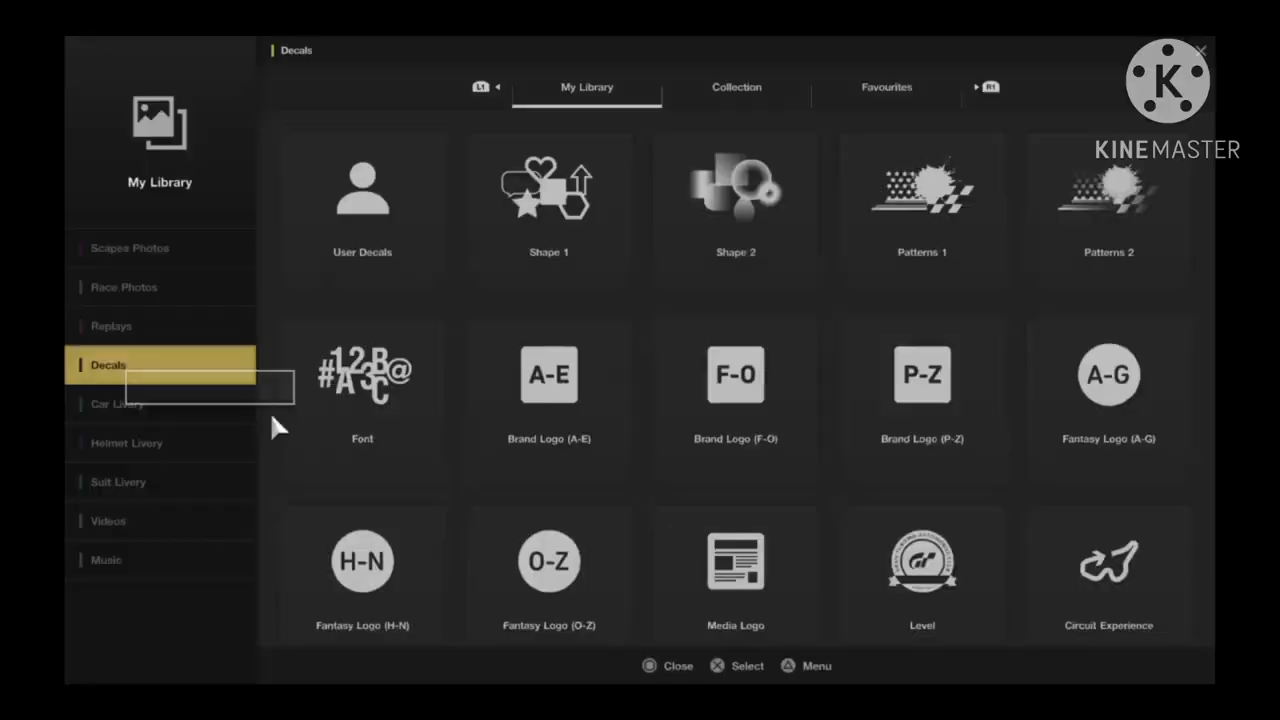 Decals
L1
My Library
Collection
Favourites
R1
K
KINEMASTER
My Library
Scapes Photos
Race Photos
Replays
Decals
Car Livery
Helmet Livery
Suit Livery
Videos
Music
User Decals
Shape 1
Shape 2
Patterns 1
Patterns 2
#123B@
A C
Font
A-E
Brand Logo (A-E)
F-O
Brand Logo (F-O)
P-Z
Brand Logo (P-Z)
A-G
Fantasy Logo (A-G)
H-N
Fantasy Logo (H-N)
O-Z
Fantasy Logo (O-Z)
Media Logo
GT
Level
Circuit Experience
Close
Select
Menu